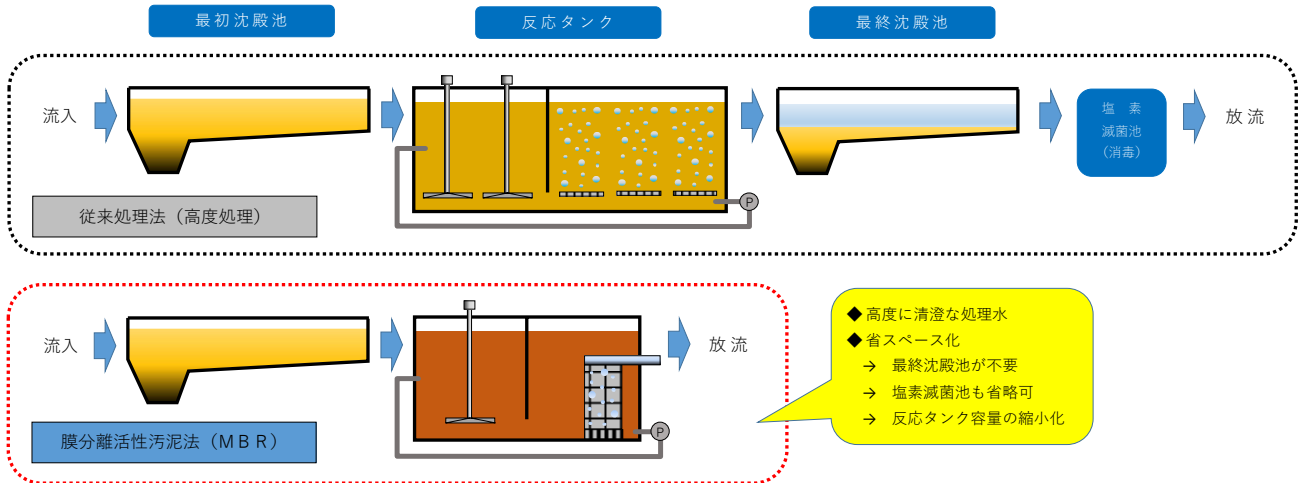 最初沈殿池
反応タンク
最終沈殿池
流入
塩素
滅菌池
（消毒）
放流
P
従来処理法（高度処理）
流入
放流
P
膜分離活性汚泥法（ＭＢＲ）
◆ 高度に清澄な処理水
◆ 省スペース化
→ 最終沈殿池が不要
→ 塩素滅菌池も省略可
→ 反応タンク容量の縮小化